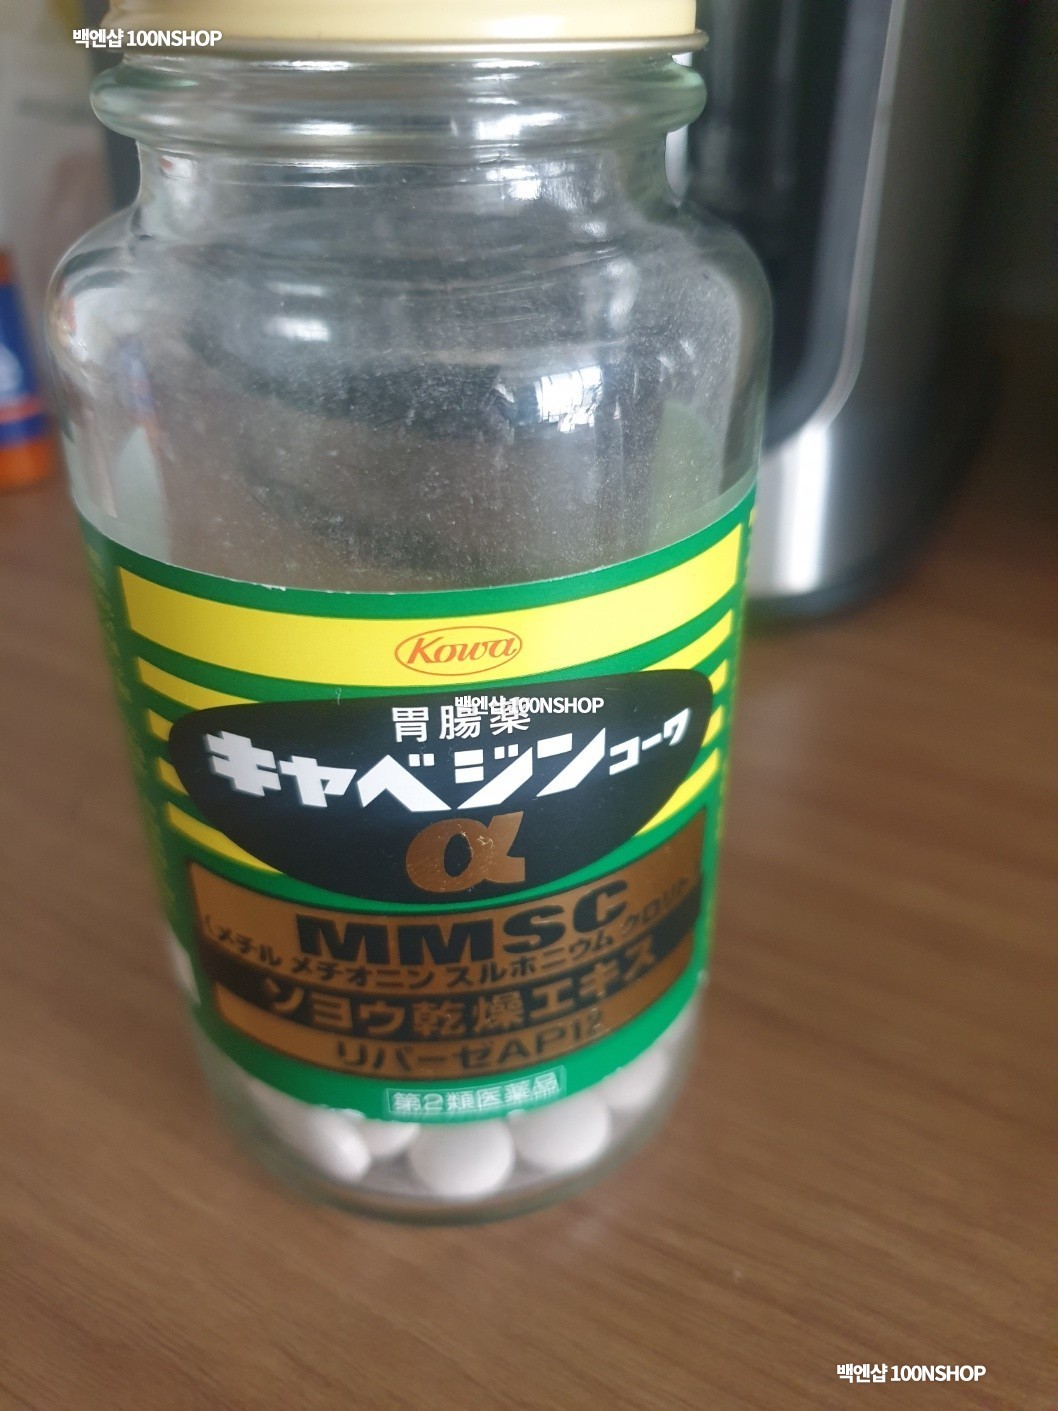 백엔샵 100NSHOP
Kowa
백엔샵 100NSHOP
胃腸薬
キャベジンコーワ
α
MMSC
(メチル メチオニン スルホニウム クロリド)
ソヨウ乾燥エキス
リパーゼAP12
第2類医薬品
백엔샵 100NSHOP